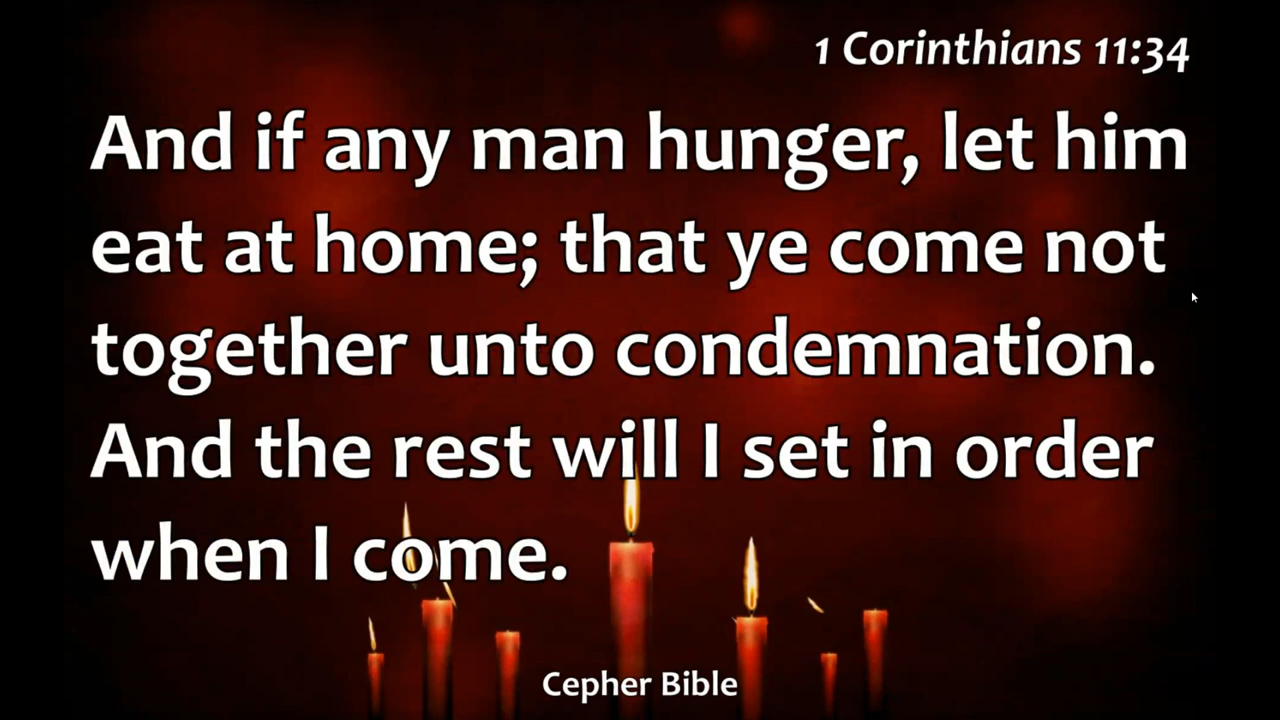 1 Corinthians 11:34
And if any man hunger, let him
eat at home; that ye come not
together unto condemnation.
And the rest will I set in order
when I come.
Cepher Bible